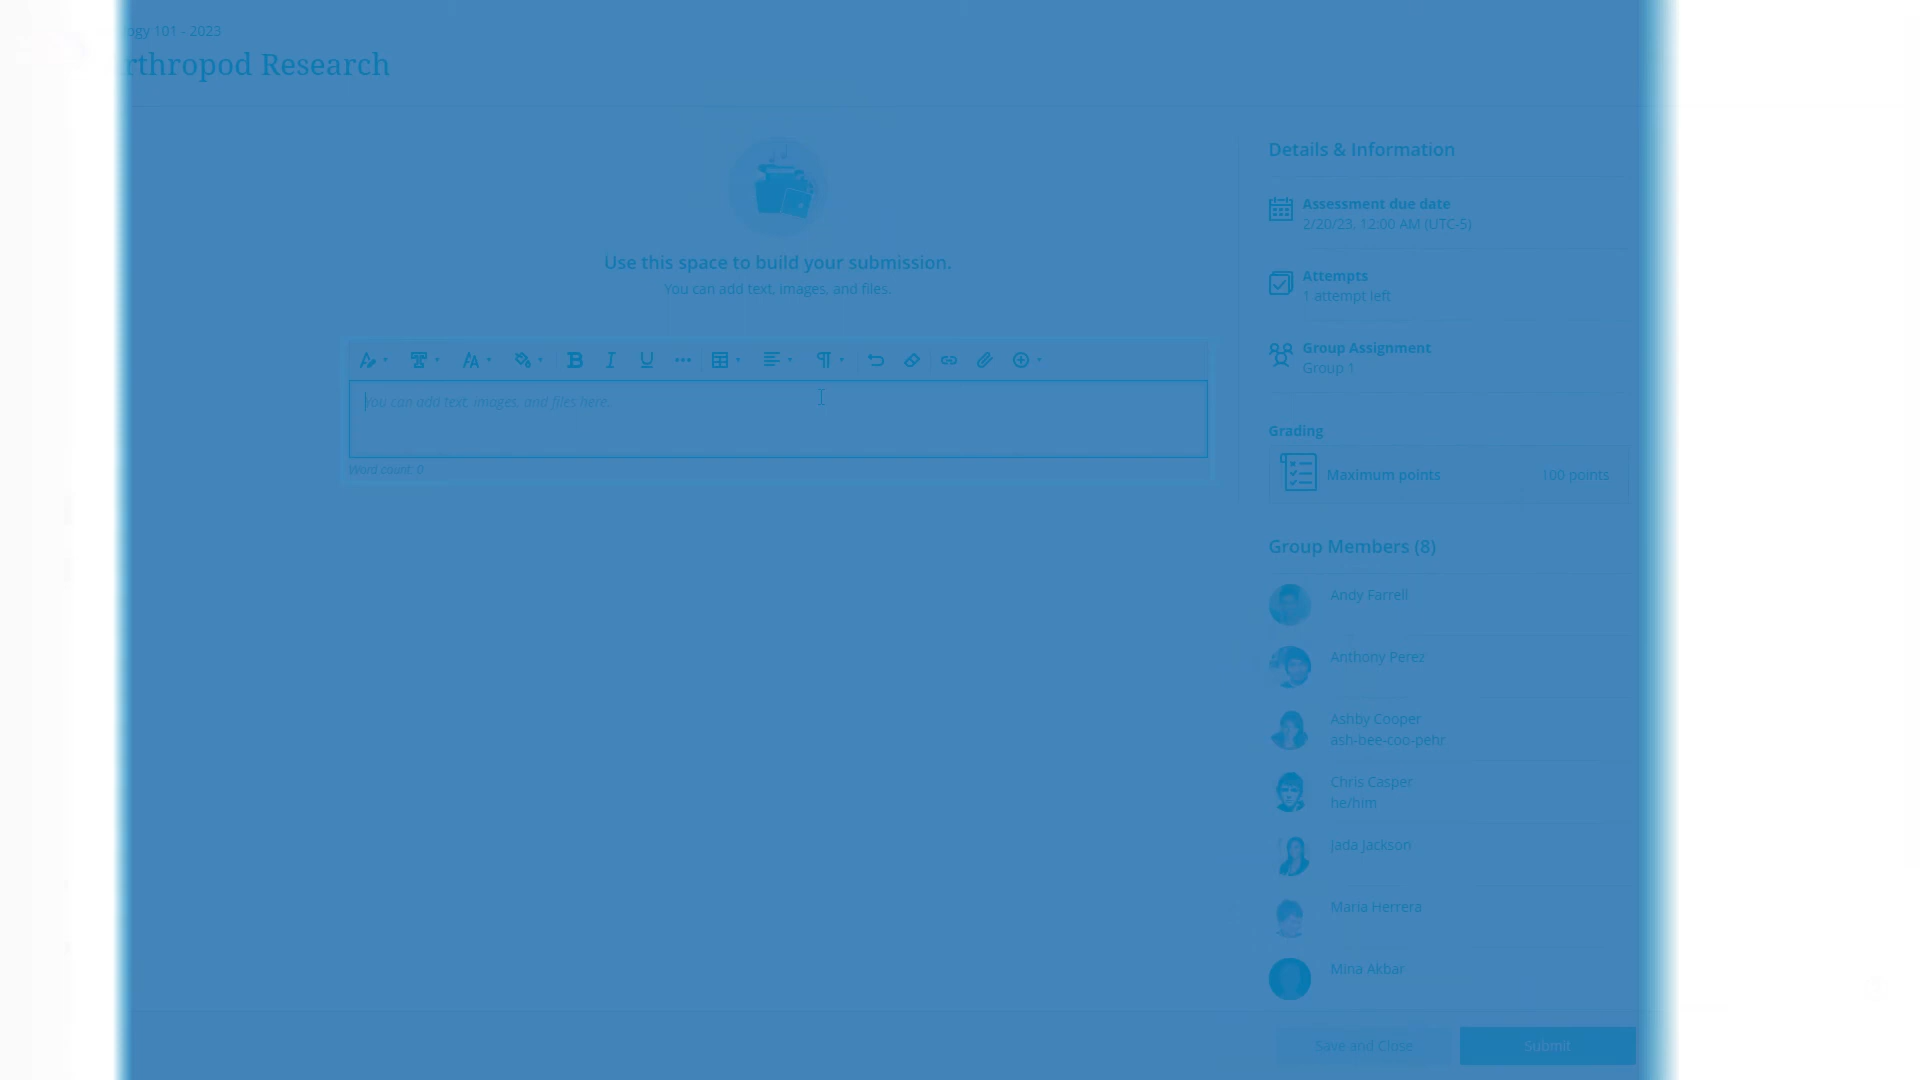 ogy 101 - 2023
rthropod Research
Use this space to build your submission.
You can add text, images, and files.
You can add text, images, and files here.
Word count: 0
Details & Information
Assessment due date
2/20/23, 12:00 AM (UTC-5)
Attempts
1 attempt left
Group Assignment
Group 1
Grading
Maximum points 100 points
Group Members (8)
Andy Farrell
Anthony Perez
Ashby Cooper
ash-bee-coo-pehr
Chris Casper
he/him
Jada Jackson
Maria Herrera
Mina Akbar
Save and Close Submit